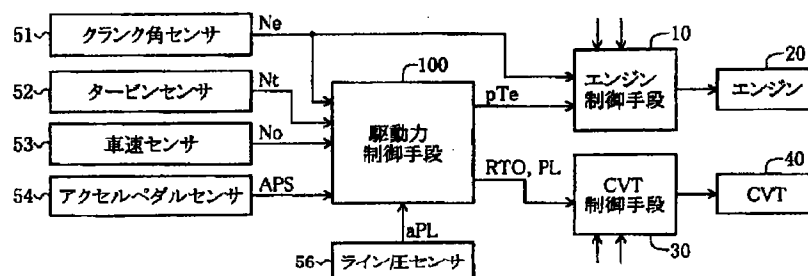 51 クランク角センサ Ne
52 タービンセンサ Nt
53 車速センサ No
54 アクセルペダルセンサ APS
100
駆動力
制御手段
aPL
56 ライン圧センサ
pTe
RTO, PL
10
エンジン
制御手段
20
エンジン
CVT
制御手段
30
40
CVT